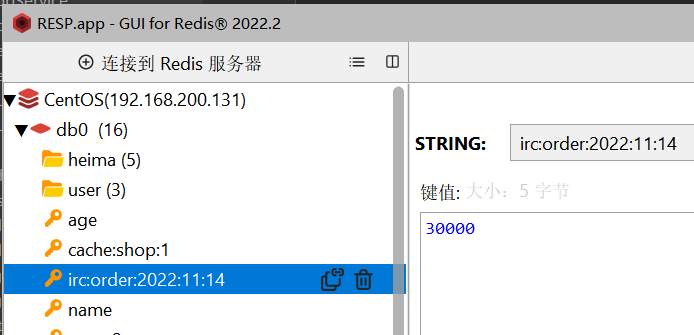 RESP.app - GUI for Redis® 2022.2
连接到 Redis 服务器
CentOS(192.168.200.131)
db0 (16)
heima (5)
user (3)
age
cache:shop:1
irc:order:2022:11:14
name
STRING:
irc:order:2022:11:14
键值: 大小: 5 字节
30000